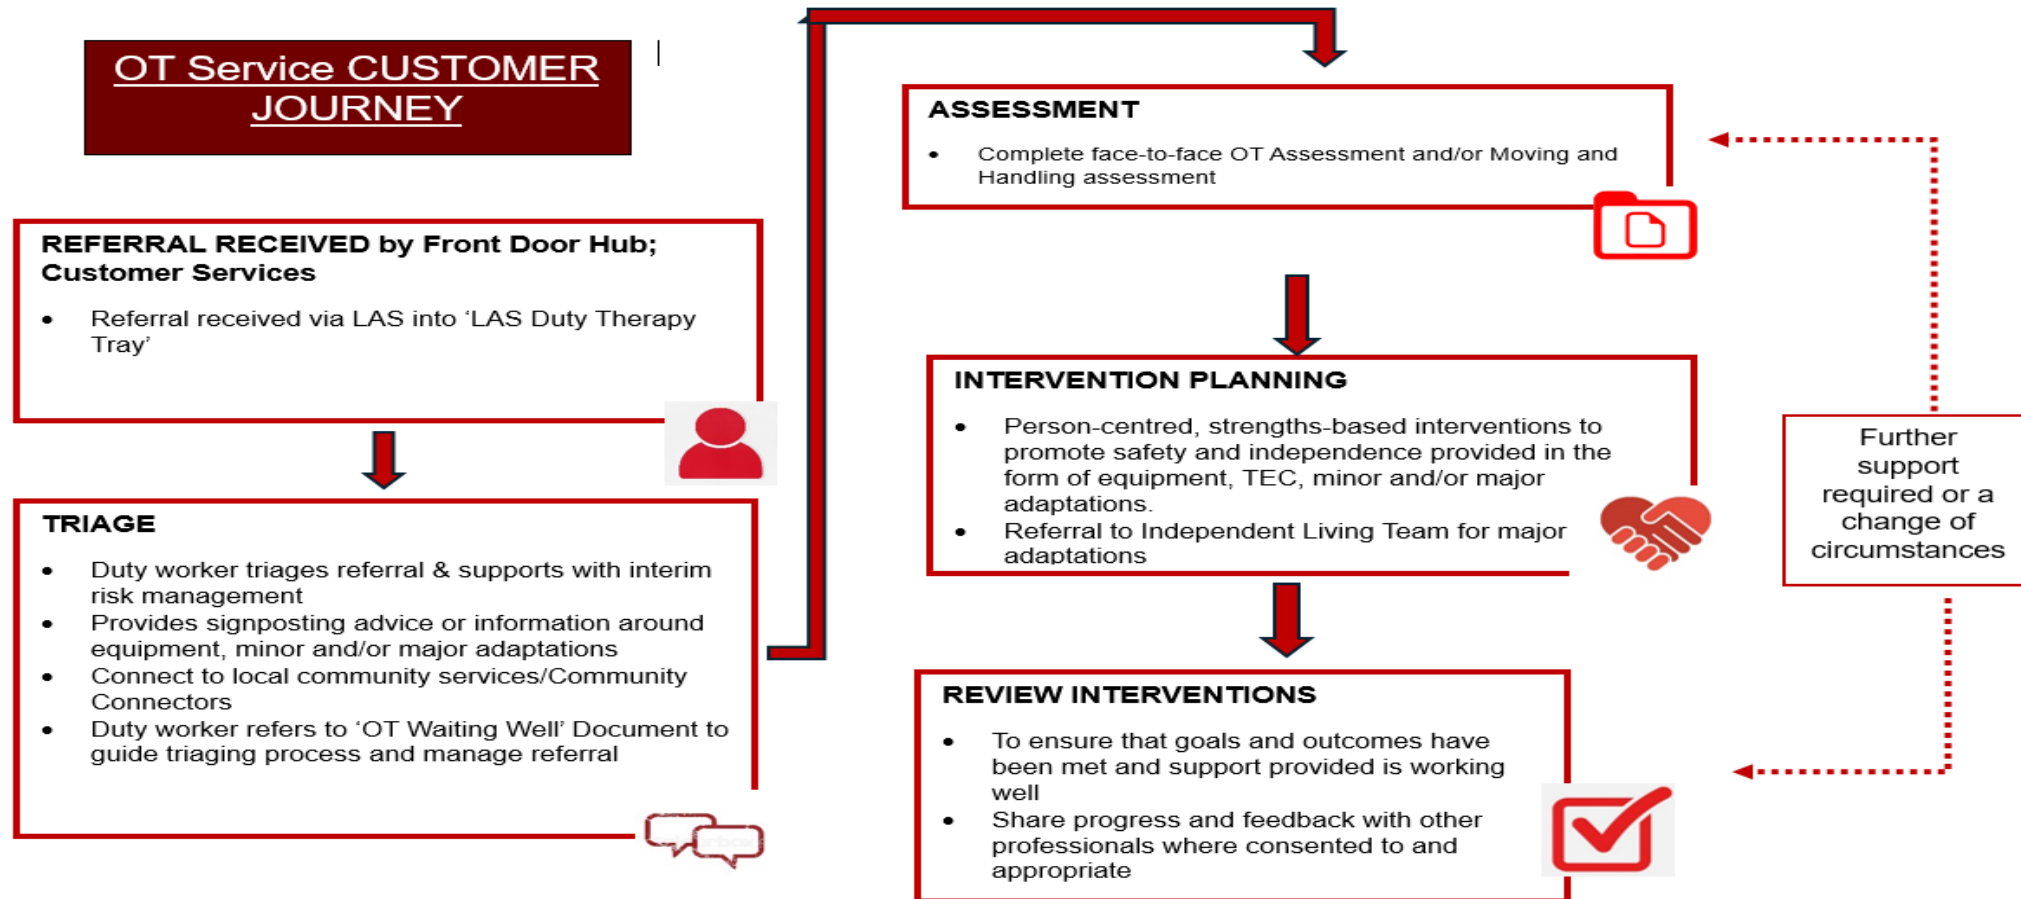 OT Service CUSTOMER
JOURNEY
REFERRAL RECEIVED by Front Door Hub;
Customer Services
• Referral received via LAS into ‘LAS Duty Therapy
Tray’
TRIAGE
• Duty worker triages referral & supports with interim
risk management
• Provides signposting advice or information around
equipment, minor and/or major adaptations
• Connect to local community services/Community
Connectors
• Duty worker refers to ‘OT Waiting Well’ Document to
guide triaging process and manage referral
ASSESSMENT
• Complete face-to-face OT Assessment and/or Moving and
Handling assessment
INTERVENTION PLANNING
• Person-centred, strengths-based interventions to
promote safety and independence provided in the
form of equipment, TEC, minor and/or major
adaptations.
• Referral to Independent Living Team for major
adaptations
REVIEW INTERVENTIONS
• To ensure that goals and outcomes have
been met and support provided is working
well
• Share progress and feedback with other
professionals where consented to and
appropriate
Further
support
required or a
change of
circumstances